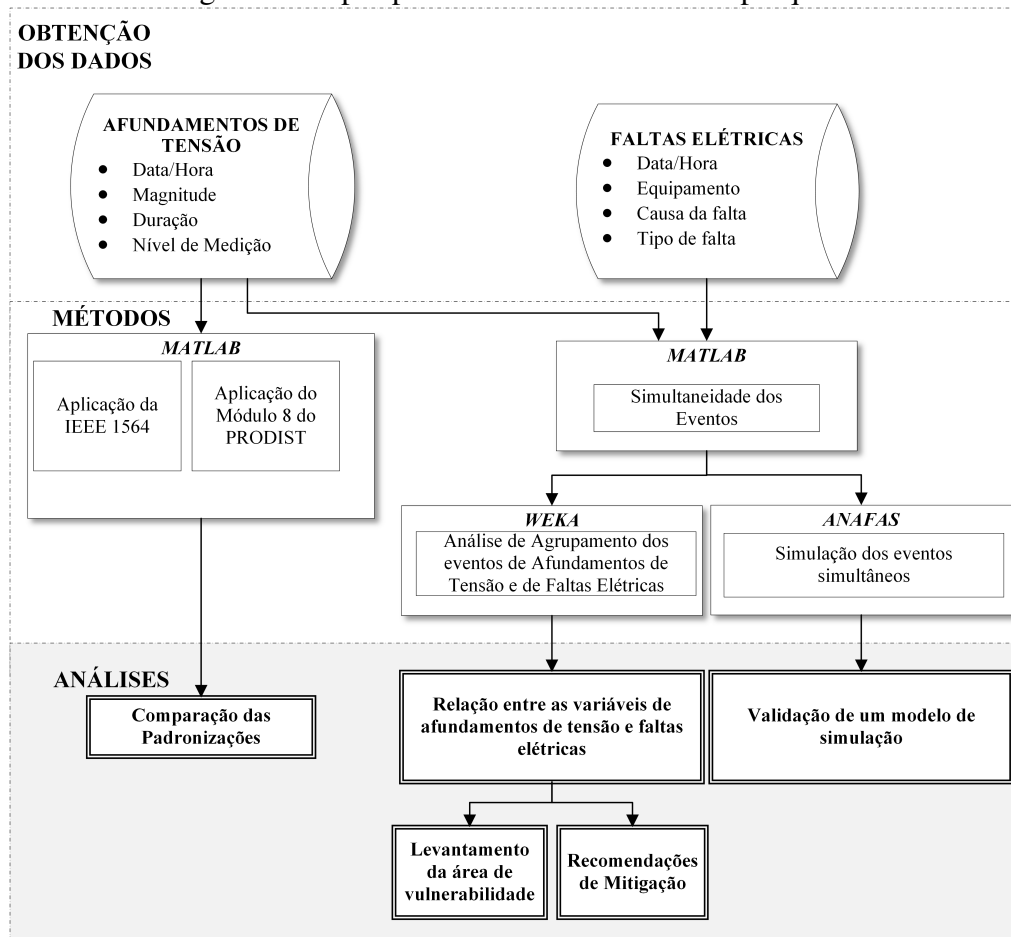 OBTENÇÃO
DOS DADOS
AFUNDAMENTOS DE
TENSÃO
● Data/Hora
● Magnitude
● Duração
● Nível de Medição
FALTAS ELÉTRICAS
● Data/Hora
● Equipamento
● Causa da falta
● Tipo de falta
MÉTODOS
MATLAB
Aplicação da
IEEE 1564
Aplicação do
Módulo 8 do
PRODIST
MATLAB
Simultaneidade dos
Eventos
WEKA
Análise de Agrupamento dos
eventos de Afundamentos de
Tensão e de Faltas Elétricas
ANAFAS
Simulação dos eventos
simultâneos
ANÁLISES
Comparação das
Padronizações
Relação entre as variáveis de
afundamentos de tensão e faltas
elétricas
Validação de um modelo de
simulação
Levantamento
da área de
vulnerabilidade
Recomendações
de Mitigação